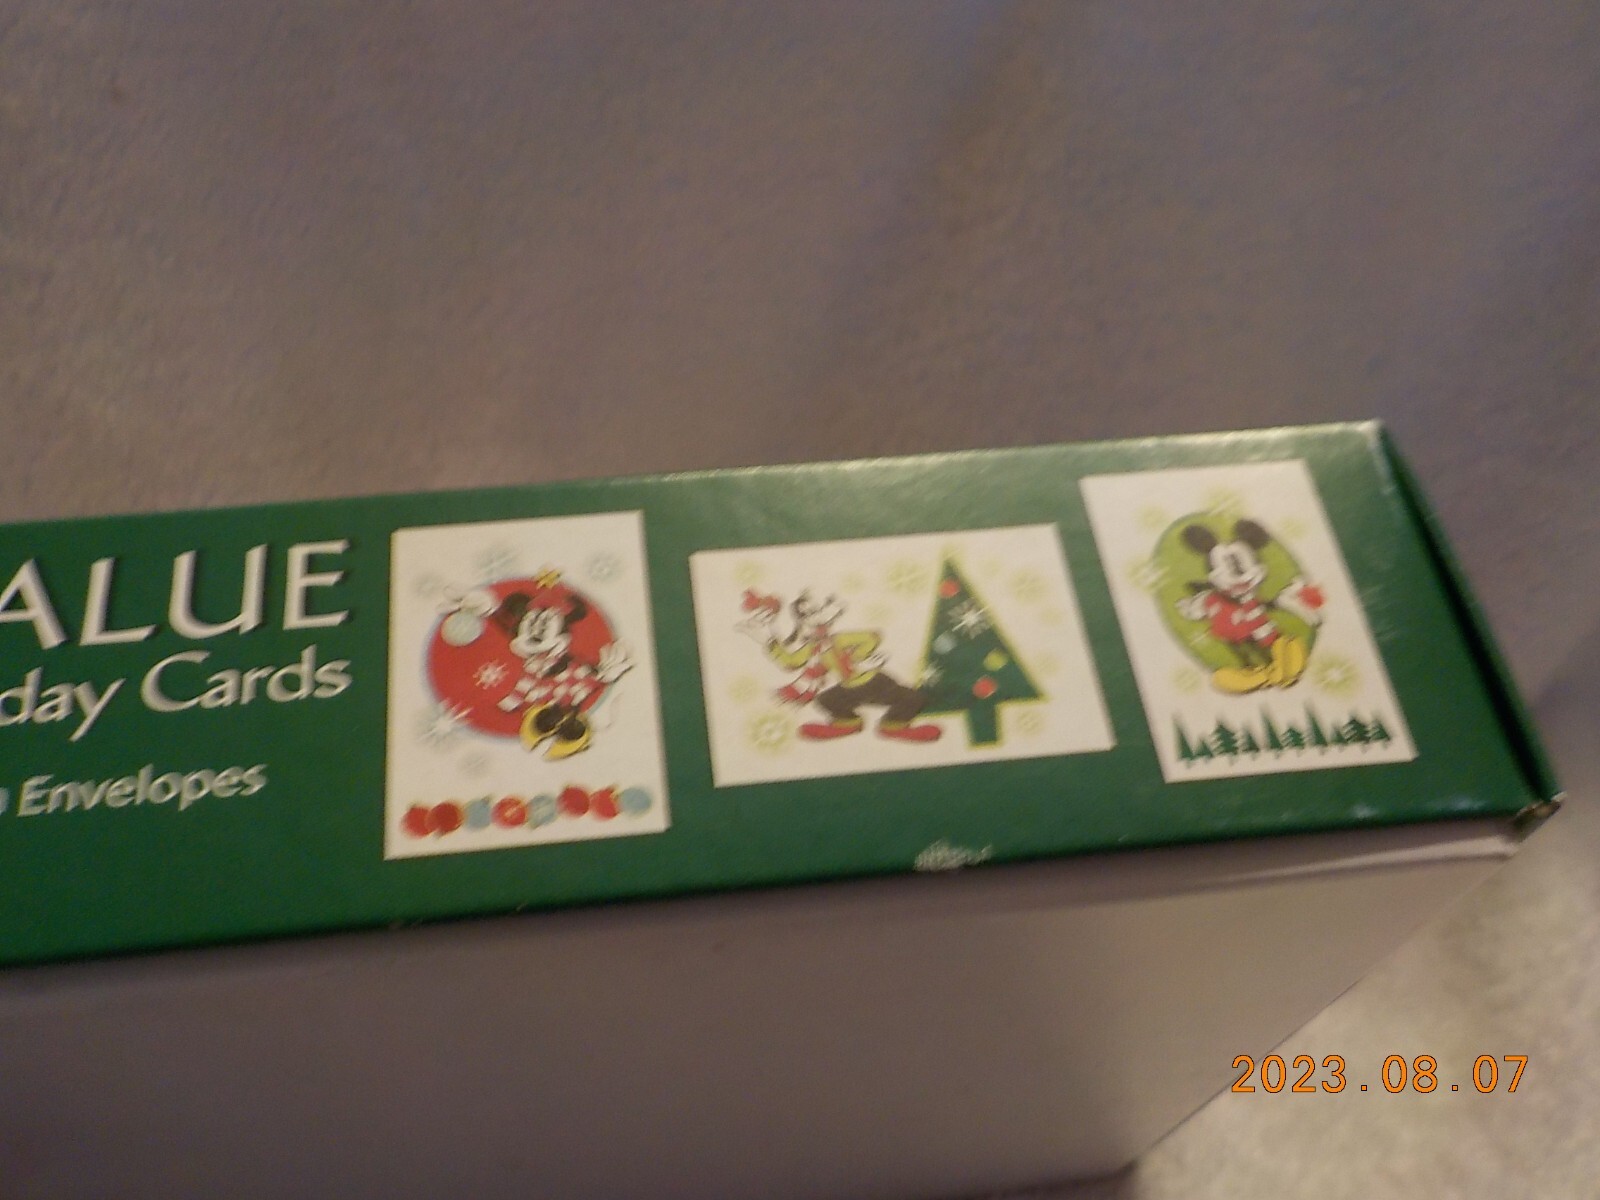 ALUE
day Cards
Envelopes
2023.08.07